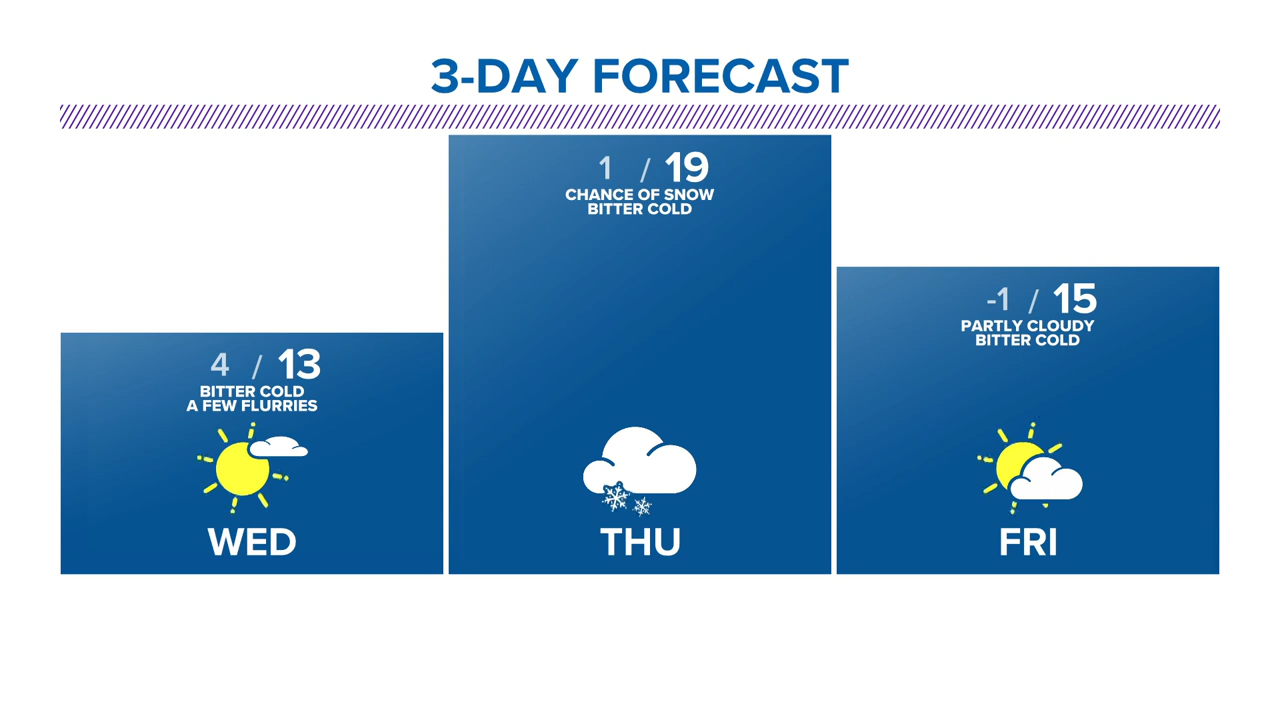 3-DAY FORECAST
4 / 13
BITTER COLD
A FEW FLURRIES
WED
1 / 19
CHANCE OF SNOW
BITTER COLD
THU
-1 / 15
PARTLY CLOUDY
BITTER COLD
FRI